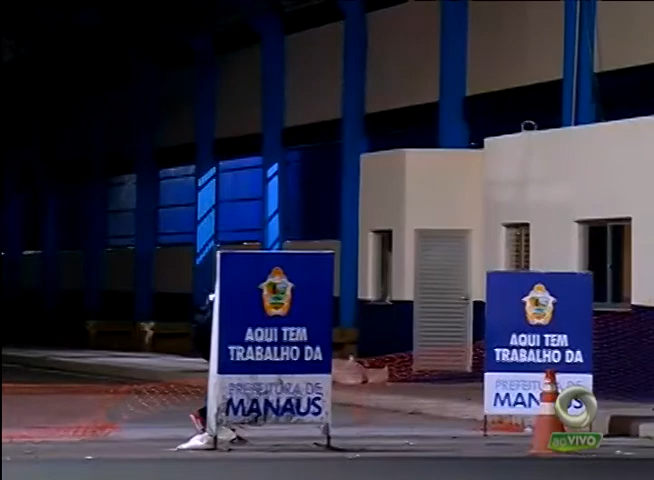 AQUI TEM
TRABALHO DA
PREFEITURA DE
MANAUS
AQUI TEM
TRABALHO DA
PREFEITURA DE
MANAUS
ao VIVO